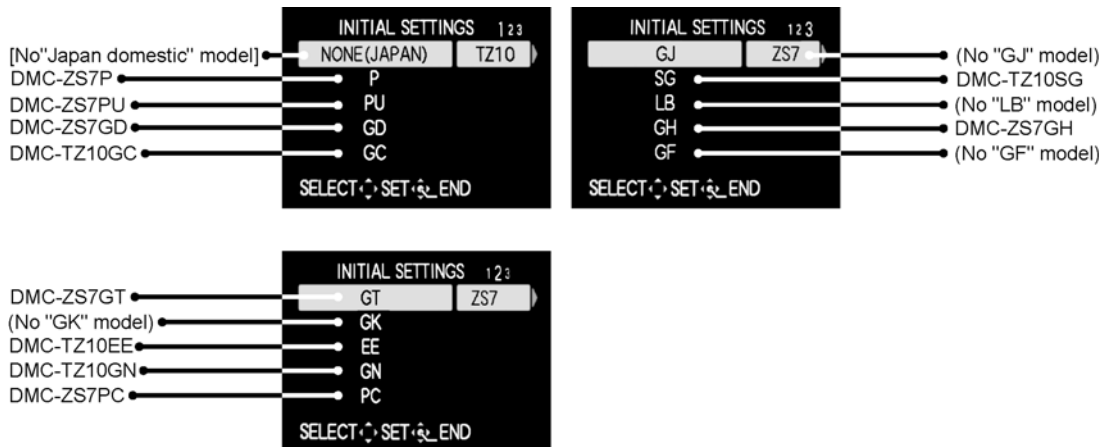 INITIAL SETTINGS 1 2 3
[No"Japan domestic" model] NONE(JAPAN) TZ10
DMC-ZS7P P
DMC-ZS7PU PU
DMC-ZS7GD GD
DMC-TZ10GC GC
SELECT SET END
INITIAL SETTINGS 1 2 3
GJ ZS7 (No "GJ" model)
SG DMC-TZ10SG
LB (No "LB" model)
GH DMC-ZS7GH
GF (No "GF" model)
SELECT SET END
INITIAL SETTINGS 1 2 3
DMC-ZS7GT GT ZS7
(No "GK" model) GK
DMC-TZ10EE EE
DMC-TZ10GN GN
DMC-ZS7PC PC
SELECT SET END